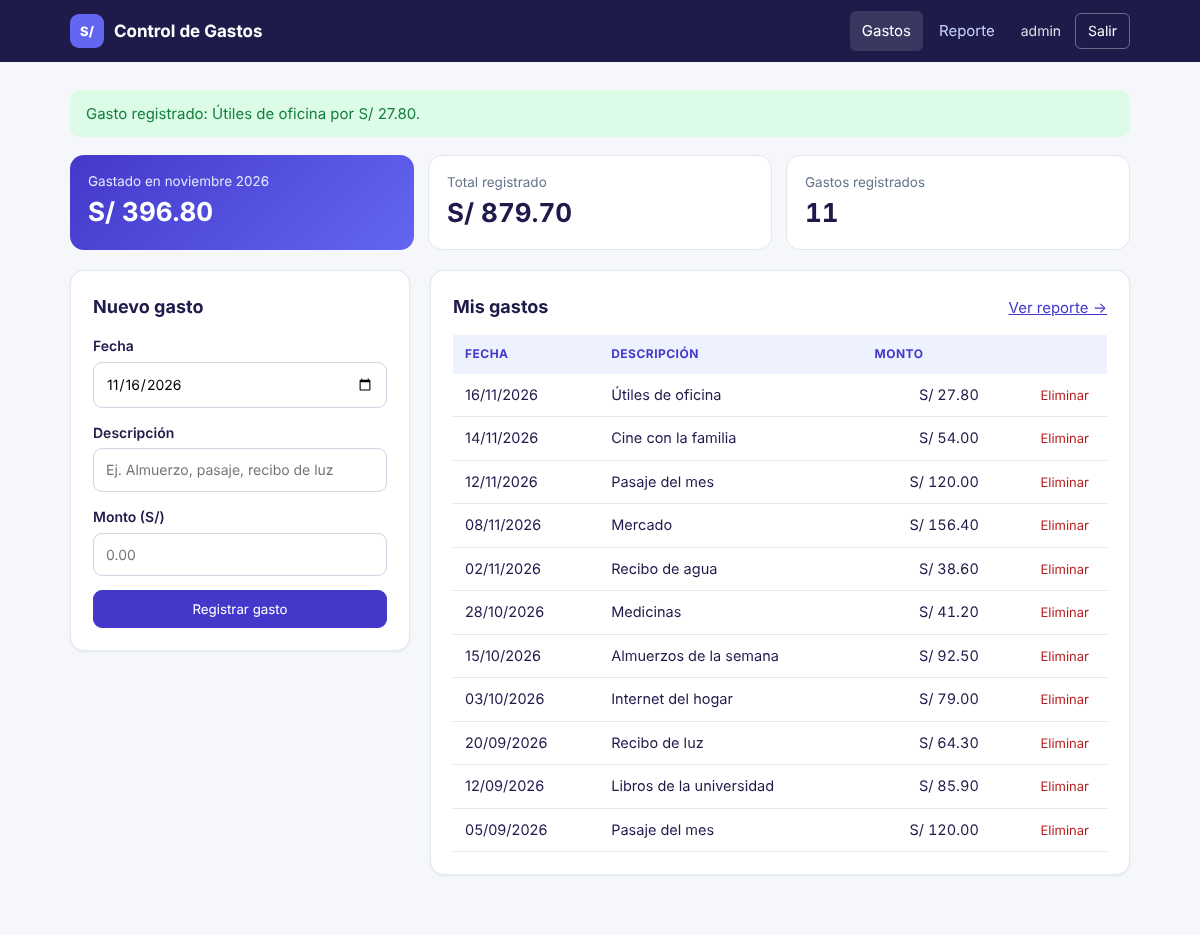 S/ Control de Gastos Gastos Reporte admin Salir
Gasto registrado: Útiles de oficina por S/ 27.80.
Gastado en noviembre 2026
S/ 396.80
Total registrado
S/ 879.70
Gastos registrados
11
Nuevo gasto
Fecha
11/16/2026
Descripción
Ej. Almuerzo, pasaje, recibo de luz
Monto (S/)
0.00
Registrar gasto
Mis gastos Ver reporte →
FECHA DESCRIPCIÓN MONTO
16/11/2026 Útiles de oficina S/ 27.80 Eliminar
14/11/2026 Cine con la familia S/ 54.00 Eliminar
12/11/2026 Pasaje del mes S/ 120.00 Eliminar
08/11/2026 Mercado S/ 156.40 Eliminar
02/11/2026 Recibo de agua S/ 38.60 Eliminar
28/10/2026 Medicinas S/ 41.20 Eliminar
15/10/2026 Almuerzos de la semana S/ 92.50 Eliminar
03/10/2026 Internet del hogar S/ 79.00 Eliminar
20/09/2026 Recibo de luz S/ 64.30 Eliminar
12/09/2026 Libros de la universidad S/ 85.90 Eliminar
05/09/2026 Pasaje del mes S/ 120.00 Eliminar